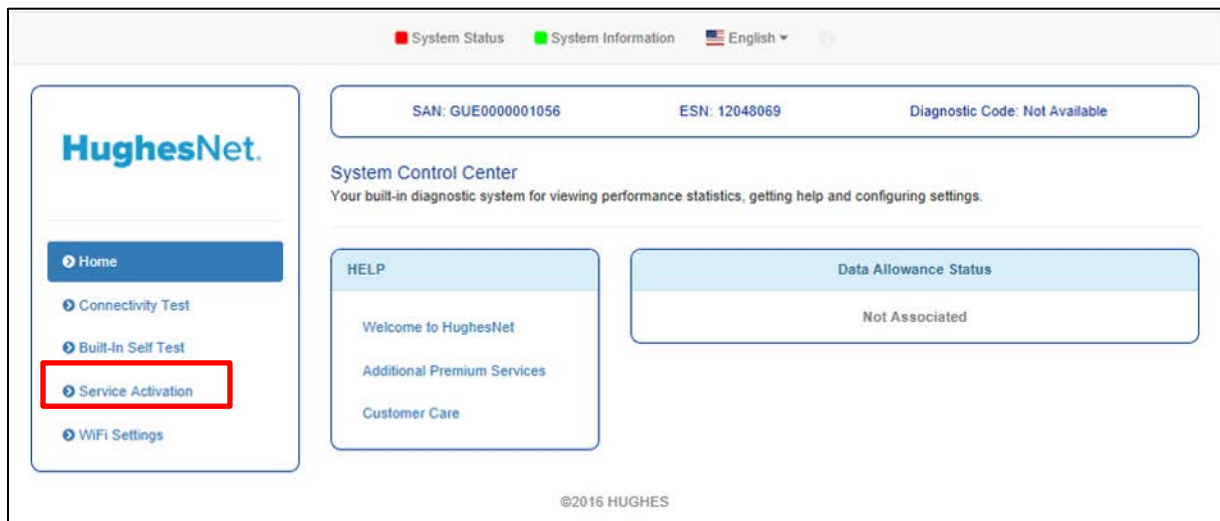 System Status System Information English
HughesNet.
SAN: GUE0000001056 ESN: 12048069 Diagnostic Code: Not Available
System Control Center
Your built-in diagnostic system for viewing performance statistics, getting help and configuring settings.
Home
Connectivity Test
Built-In Self Test
Service Activation
WiFi Settings
HELP
Welcome to HughesNet
Additional Premium Services
Customer Care
Data Allowance Status
Not Associated
©2016 HUGHES